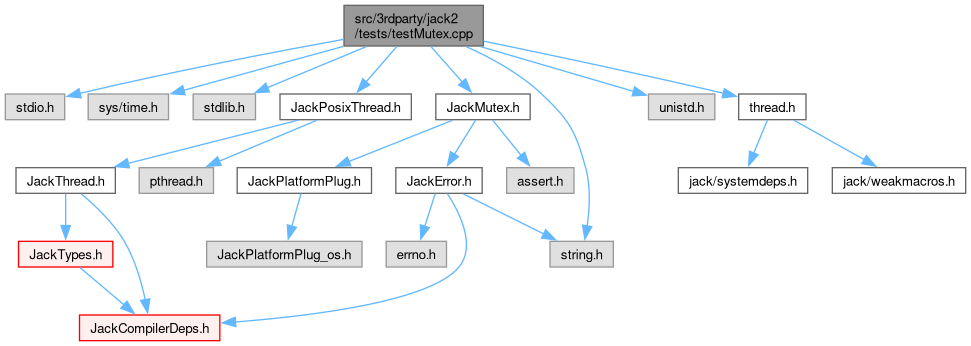 src/3rdparty/jack2
/tests/testMutex.cpp
stdio.h
sys/time.h
stdlib.h
JackPosixThread.h
JackMutex.h
unistd.h
thread.h
JackThread.h
pthread.h
JackPlatformPlug.h
JackError.h
assert.h
jack/systemdeps.h
jack/weakmacros.h
JackTypes.h
JackPlatformPlug_os.h
errno.h
string.h
JackCompilerDeps.h